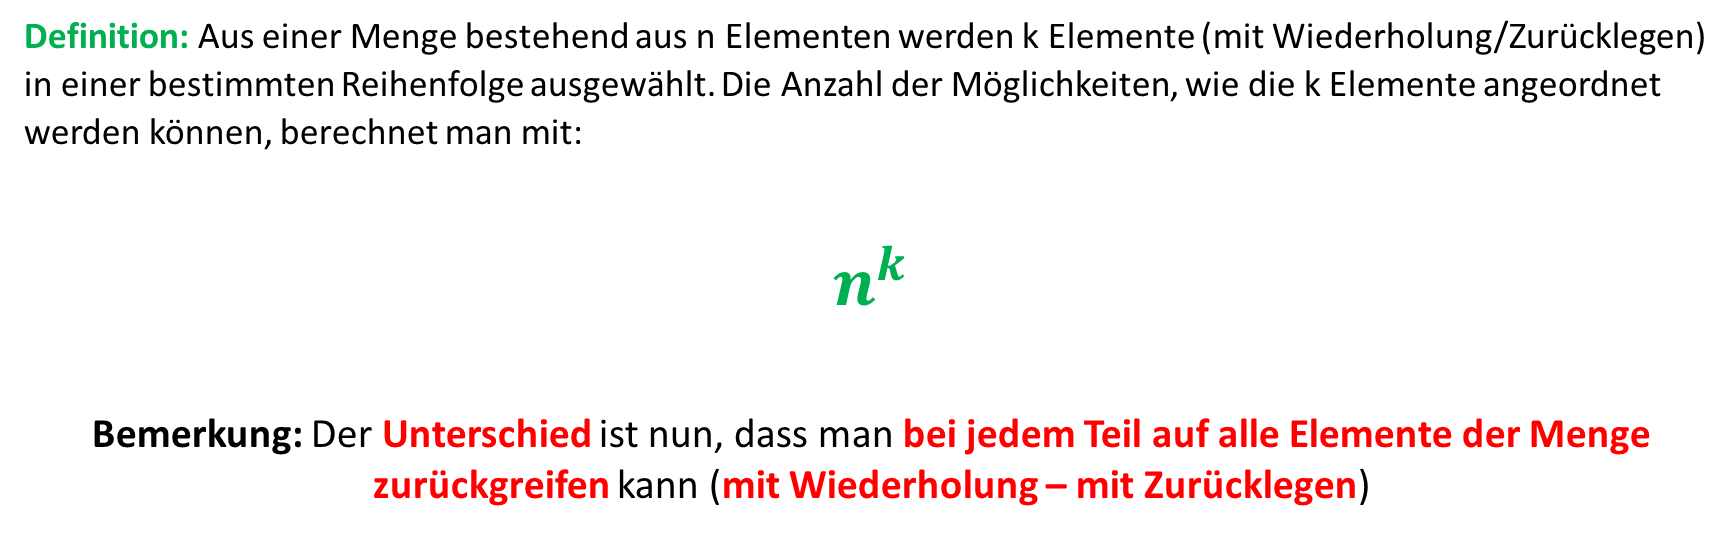 Definition: Aus einer Menge bestehend aus n Elementen werden k Elemente (mit Wiederholung/Zurücklegen)
in einer bestimmten Reihenfolge ausgewählt. Die Anzahl der Möglichkeiten, wie die k Elemente angeordnet
werden können, berechnet man mit:
n^k
Bemerkung: Der Unterschied ist nun, dass man bei jedem Teil auf alle Elemente der Menge
zurückgreifen kann (mit Wiederholung – mit Zurücklegen)